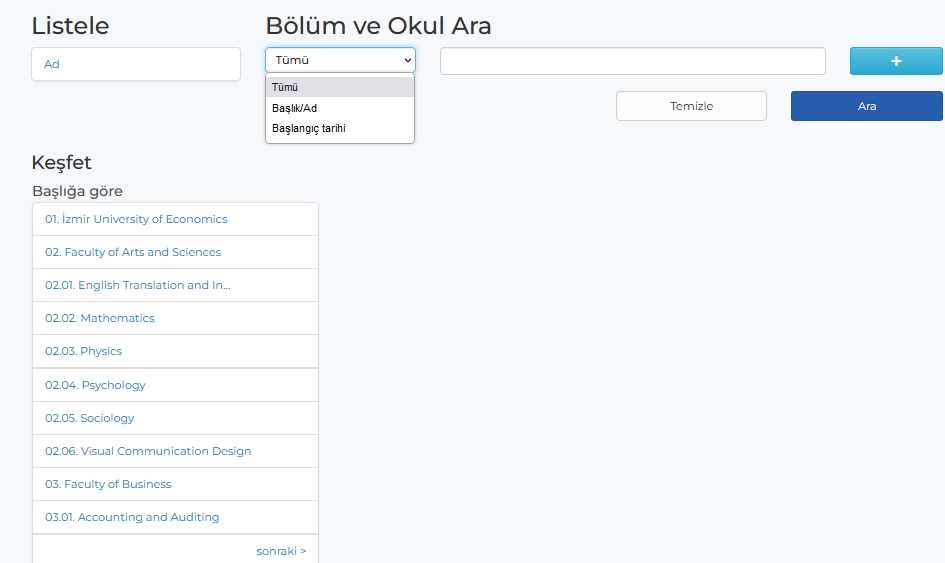 Listele
Bölüm ve Okul Ara
Ad
Tümü
+
Tümü
Başlık/Ad
Başlangıç tarihi
Temizle
Ara
Keşfet
Başlığa göre
01. İzmir University of Economics
02. Faculty of Arts and Sciences
02.01. English Translation and In...
02.02. Mathematics
02.03. Physics
02.04. Psychology
02.05. Sociology
02.06. Visual Communication Design
03. Faculty of Business
03.01. Accounting and Auditing
sonraki >